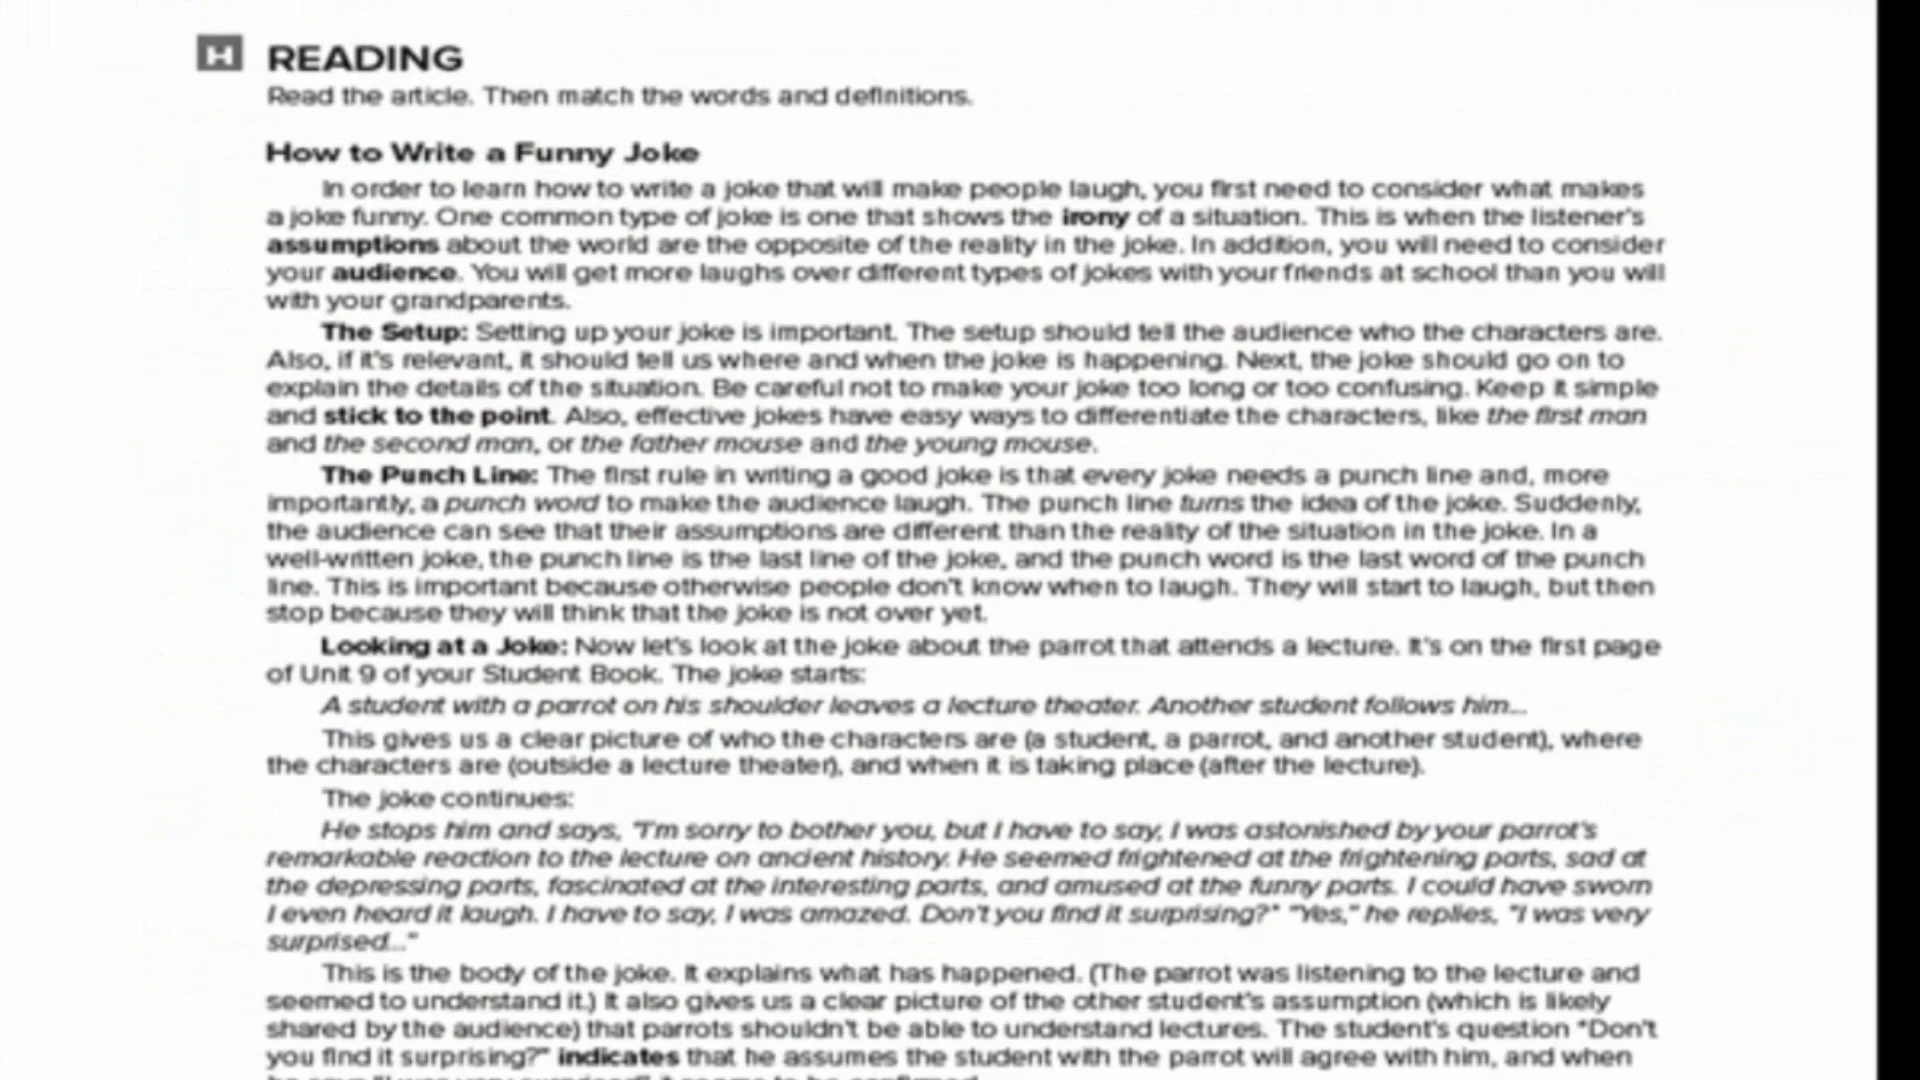 H READING
Read the article. Then match the words and definitions.
How to Write a Funny Joke
In order to learn how to write a joke that will make people laugh, you first need to consider what makes
a joke funny. One common type of joke is one that shows the irony of a situation. This is when the listener's
assumptions about the world are the opposite of the reality in the joke. In addition, you will need to consider
your audience. You will get more laughs over different types of jokes with your friends at school than you will
with your grandparents.
The Setup: Setting up your joke is important. The setup should tell the audience who the characters are.
Also, if it's relevant, it should tell us where and when the joke is happening. Next, the joke should go on to
explain the details of the situation. Be careful not to make your joke too long or too confusing. Keep it simple
and stick to the point. Also, effective jokes have easy ways to differentiate the characters, like the first man
and the second man, or the father mouse and the young mouse.
The Punch Line: The first rule in writing a good joke is that every joke needs a punch line and, more
importantly, a punch word to make the audience laugh. The punch line turns the idea of the joke. Suddenly,
the audience can see that their assumptions are different than the reality of the situation in the joke. In a
well-written joke, the punch line is the last line of the joke, and the punch word is the last word of the punch
line. This is important because otherwise people don't know when to laugh. They will start to laugh, but then
stop because they will think that the joke is not over yet.
Looking at a Joke: Now let's look at the joke about the parrot that attends a lecture. It's on the first page
of Unit 9 of your Student Book. The joke starts:
A student with a parrot on his shoulder leaves a lecture theater. Another student follows him...
This gives us a clear picture of who the characters are (a student, a parrot, and another student), where
the characters are (outside a lecture theater), and when it is taking place (after the lecture).
The joke continues:
He stops him and says, "I'm sorry to bother you, but I have to say, I was astonished by your parrot's
remarkable reaction to the lecture on ancient history. He seemed frightened at the frightening parts, sad at
the depressing parts, fascinated at the interesting parts, and amused at the funny parts. I could have sworn
I even heard it laugh. I have to say, I was amazed. Don't you find it surprising?" "Yes," he replies, "I was very
surprised..."
This is the body of the joke. It explains what has happened. (The parrot was listening to the lecture and
seemed to understand it.) It also gives us a clear picture of the other student's assumption (which is likely
shared by the audience) that parrots shouldn't be able to understand lectures. The student's question "Don't
you find it surprising?" indicates that he assumes the student with the parrot will agree with him, and when